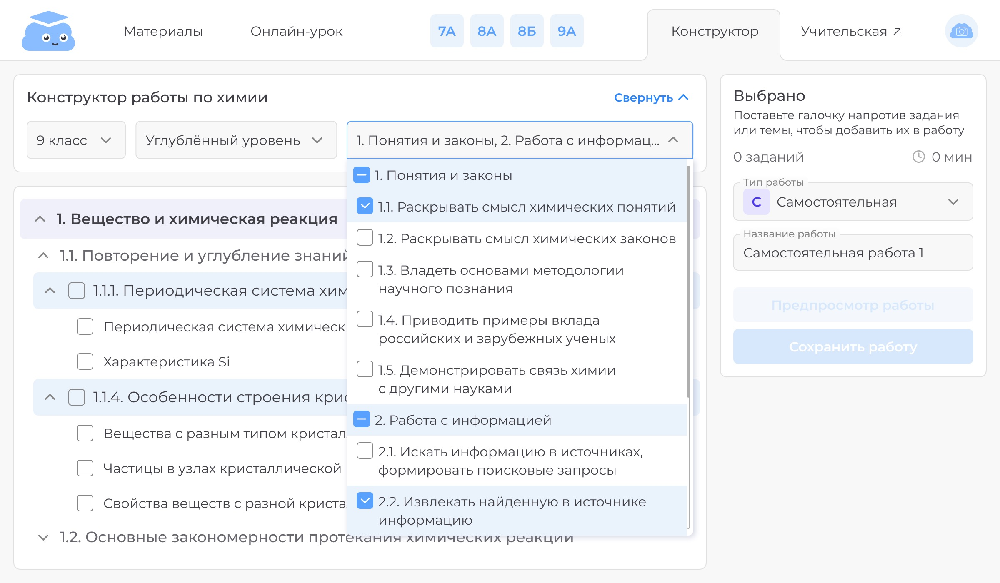 Материалы
Онлайн-урок
7А
8А
8Б
9А
Конструктор
Учительская
Конструктор работы по химии
Свернуть
9 класс
Углублённый уровень
1. Понятия и законы, 2. Работа с информац...
1. Понятия и законы
1.1. Раскрывать смысл химических понятий
1.2. Раскрывать смысл химических законов
1.3. Владеть основами методологии
научного познания
1.4. Приводить примеры вклада
российских и зарубежных ученых
1.5. Демонстрировать связь химии
с другими науками
2. Работа с информацией
2.1. Искать информацию в источниках,
формировать поисковые запросы
2.2. Извлекать найденную в источнике
информацию
1. Вещество и химическая реакция
1.1. Повторение и углубление знаний
1.1.1. Периодическая система хим
Периодическая система химическ
Характеристика Si
1.1.4. Особенности строения крис
Вещества с разным типом кристал
Частицы в узлах кристаллической
Свойства веществ с разной криста
1.2. Основные закономерности протекания химических реакций
Выбрано
Поставьте галочку напротив задания
или темы, чтобы добавить их в работу
0 заданий
0 мин
Тип работы
С
Самостоятельная
Название работы
Самостоятельная работа 1
Предпросмотр работы
Сохранить работу